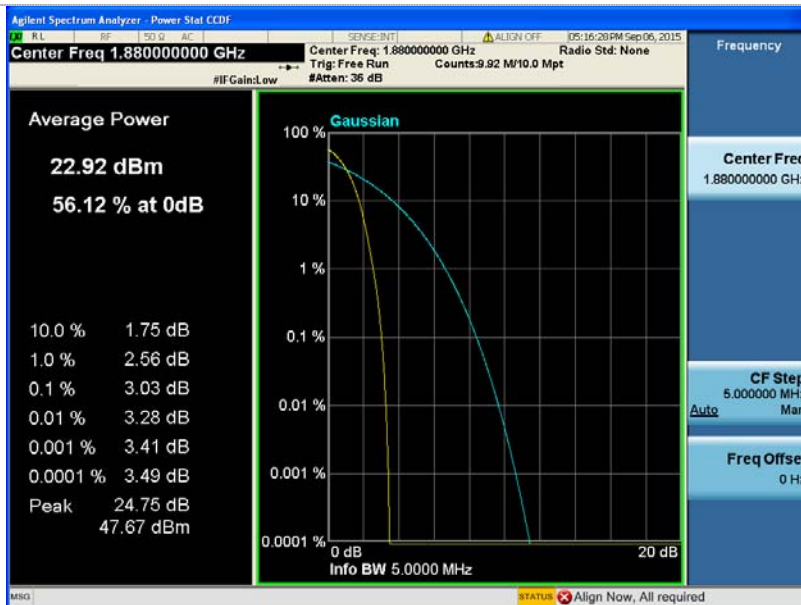 Agilent Spectrum Analyzer - Power Stat CCDF
RL RF 50 Ω AC SENSE:INT ALIGN OFF 05:16:28 PM Sep 06, 2015
Center Freq 1.880000000 GHz
Center Freq: 1.880000000 GHz Radio Std: None
Trig: Free Run Counts:9.92 M/10.0 Mpt
#IFGain:Low #Atten: 36 dB
Frequency
Average Power
22.92 dBm
56.12 % at 0dB
10.0 % 1.75 dB
1.0 % 2.56 dB
0.1 % 3.03 dB
0.01 % 3.28 dB
0.001 % 3.41 dB
0.0001 % 3.49 dB
Peak 24.75 dB
47.67 dBm
Gaussian
100 %
10 %
1 %
0.1 %
0.01 %
0.001 %
0.0001 %
0 dB 20 dB
Info BW 5.0000 MHz
Center Freq
1.880000000 GHz
CF Step
5.000000 MHz
Auto Man
Freq Offse
0 Hz
MSG STATUS Align Now, All required